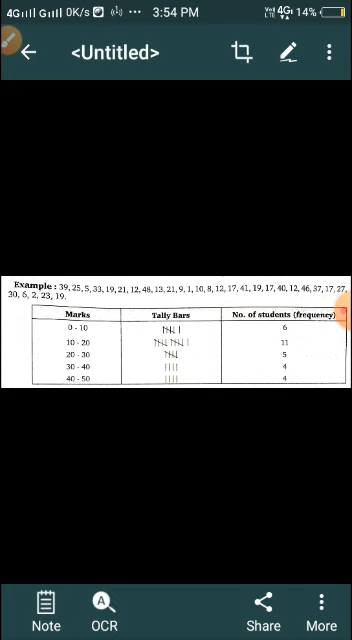 4G G 0K/s 3:54 PM 4G 14%
<Untitled>
Example : 39, 25, 5, 33, 19, 21, 12, 48, 13, 21, 9, 1, 10, 8, 12, 17, 41, 19, 17, 40, 12, 46, 37, 17, 27,
30, 6, 2, 23, 19.
Marks Tally Bars No. of students (frequency)
0 - 10 6
10 - 20 11
20 - 30 5
30 - 40 4
40 - 50 4
Note OCR Share More